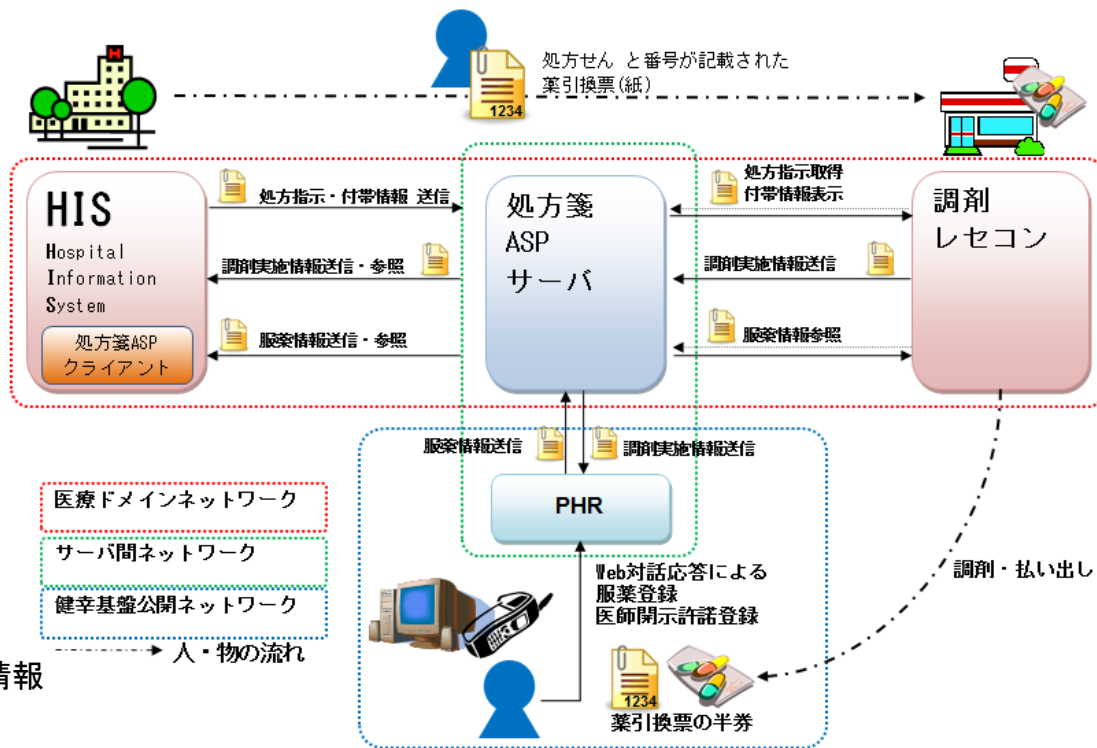 処方せん と番号が記載された
薬引換票(紙)
1234
H
HIS
Hospital
Information
System
処方箋ASP
クライアント
処方指示・付帯情報 送信
調剤実施情報送信・参照
服薬情報送信・参照
処方箋
ASP
サーバ
処方指示取得
付帯情報表示
調剤実施情報送信
服薬情報参照
調剤
レセコン
服薬情報送信
調剤実施情報送信
PHR
医療ドメインネットワーク
サーバ間ネットワーク
健幸基盤公開ネットワーク
人・物の流れ
情報
Web対話応答による
服薬登録
医師開示許諾登録
調剤・払い出し
1234
薬引換票の半券